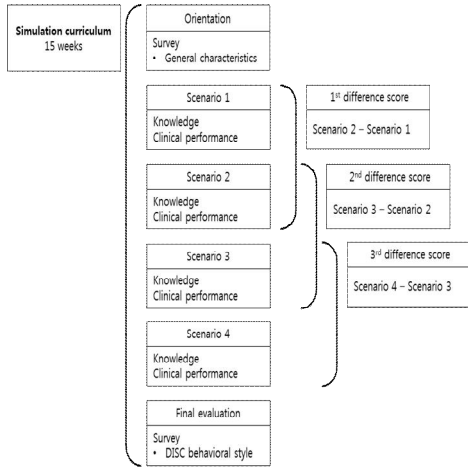 Simulation curriculum
15 weeks
Orientation
Survey
• General characteristics
Scenario 1
Knowledge
Clinical performance
1st difference score
Scenario 2 – Scenario 1
Scenario 2
Knowledge
Clinical performance
2nd difference score
Scenario 3 – Scenario 2
Scenario 3
Knowledge
Clinical performance
3rd difference score
Scenario 4 – Scenario 3
Scenario 4
Knowledge
Clinical performance
Final evaluation
Survey
• DISC behavioral style